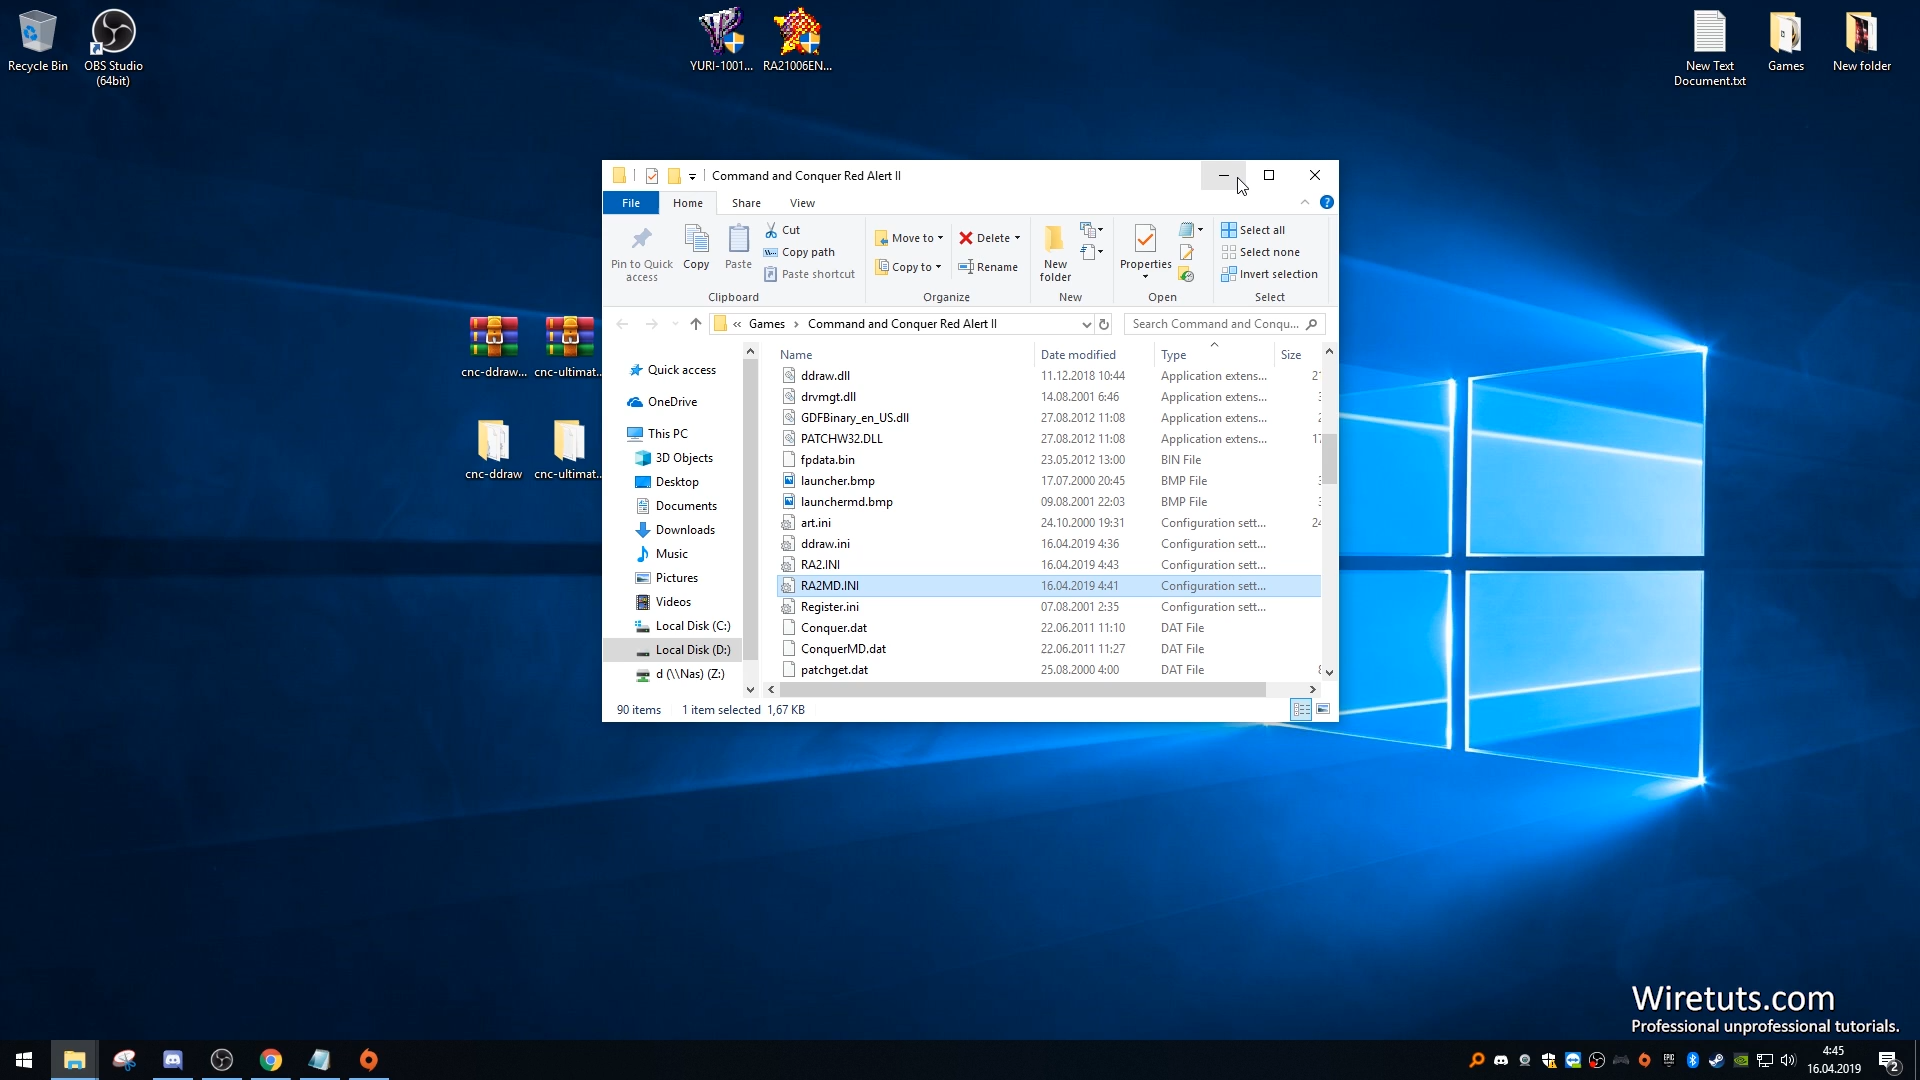 Recycle Bin
OBS Studio
(64bit)
YURI-1001...
RA21006EN...
New Text
Document.txt
Games
New folder
cnc-ddraw...
cnc-ultimat...
cnc-ddraw
cnc-ultimat...
Command and Conquer Red Alert II
File
Home
Share
View
Pin to Quick
access
Copy
Paste
Cut
Copy path
Paste shortcut
Clipboard
Move to
Copy to
Delete
Rename
Organize
New
folder
New
Properties
Open
Select all
Select none
Invert selection
Select
« Games › Command and Conquer Red Alert II
Search Command and Conqu...
Quick access
OneDrive
This PC
3D Objects
Desktop
Documents
Downloads
Music
Pictures
Videos
Local Disk (C:)
Local Disk (D:)
d (\\Nas) (Z:)
Name Date modified Type Size
ddraw.dll 11.12.2018 10:44 Application extens...
drvmgt.dll 14.08.2001 6:46 Application extens...
GDFBinary_en_US.dll 27.08.2012 11:08 Application extens...
PATCHW32.DLL 27.08.2012 11:08 Application extens...
fpdata.bin 23.05.2012 13:00 BIN File
launcher.bmp 17.07.2000 20:45 BMP File
launchermd.bmp 09.08.2001 22:03 BMP File
art.ini 24.10.2000 19:31 Configuration sett...
ddraw.ini 16.04.2019 4:36 Configuration sett...
RA2.INI 16.04.2019 4:43 Configuration sett...
RA2MD.INI 16.04.2019 4:41 Configuration sett...
Register.ini 07.08.2001 2:35 Configuration sett...
Conquer.dat 22.06.2011 11:10 DAT File
ConquerMD.dat 22.06.2011 11:27 DAT File
patchget.dat 25.08.2000 4:00 DAT File
90 items 1 item selected 1,67 KB
Wiretuts.com
Professional unprofessional tutorials.
4:45
16.04.2019
2